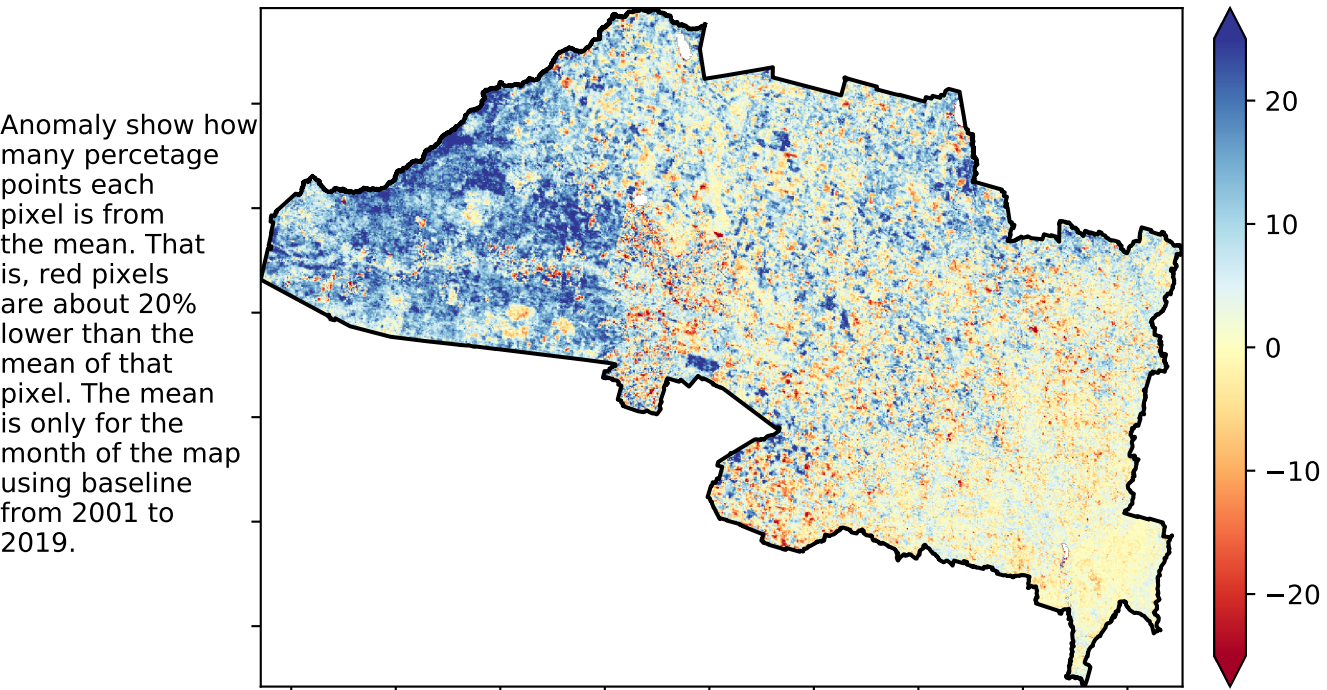 Anomaly show how
many percetage
points each
pixel is from
the mean. That
is, red pixels
are about 20%
lower than the
mean of that
pixel. The mean
is only for the
month of the map
using baseline
from 2001 to
2019.
20
10
0
−10
−20